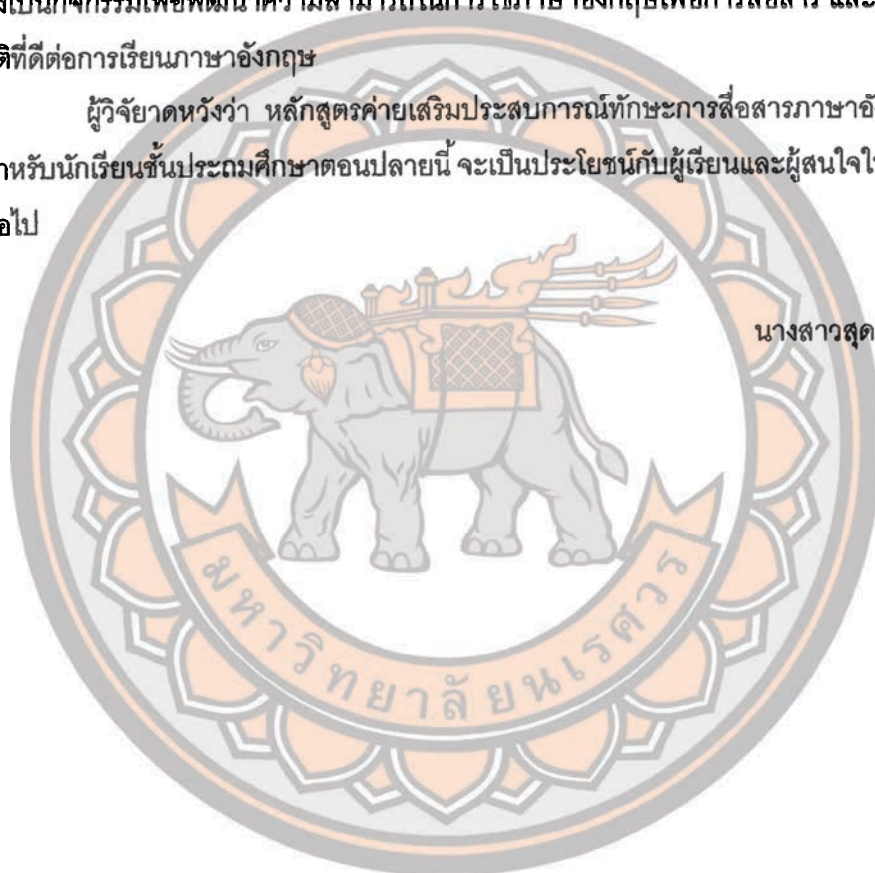 เป็นกิจกรรมเพื่อพัฒนาความสามารถในการใช้ภาษาอังกฤษเพื่อการสื่อสาร และ
ที่ดีต่อการเรียนภาษาอังกฤษ
ผู้วิจัยาดหวังว่า หลักสูตรค่ายเสริมประสบการณ์ทักษะการสื่อสารภาษาอั
หรับนักเรียนชั้นประถมศึกษาตอนปลายนี้ จะเป็นประโยชน์กับผู้เรียนและผู้สนใจใ
อไป
นางสาวสุด
มหาวิทยาลัยนเรศวร